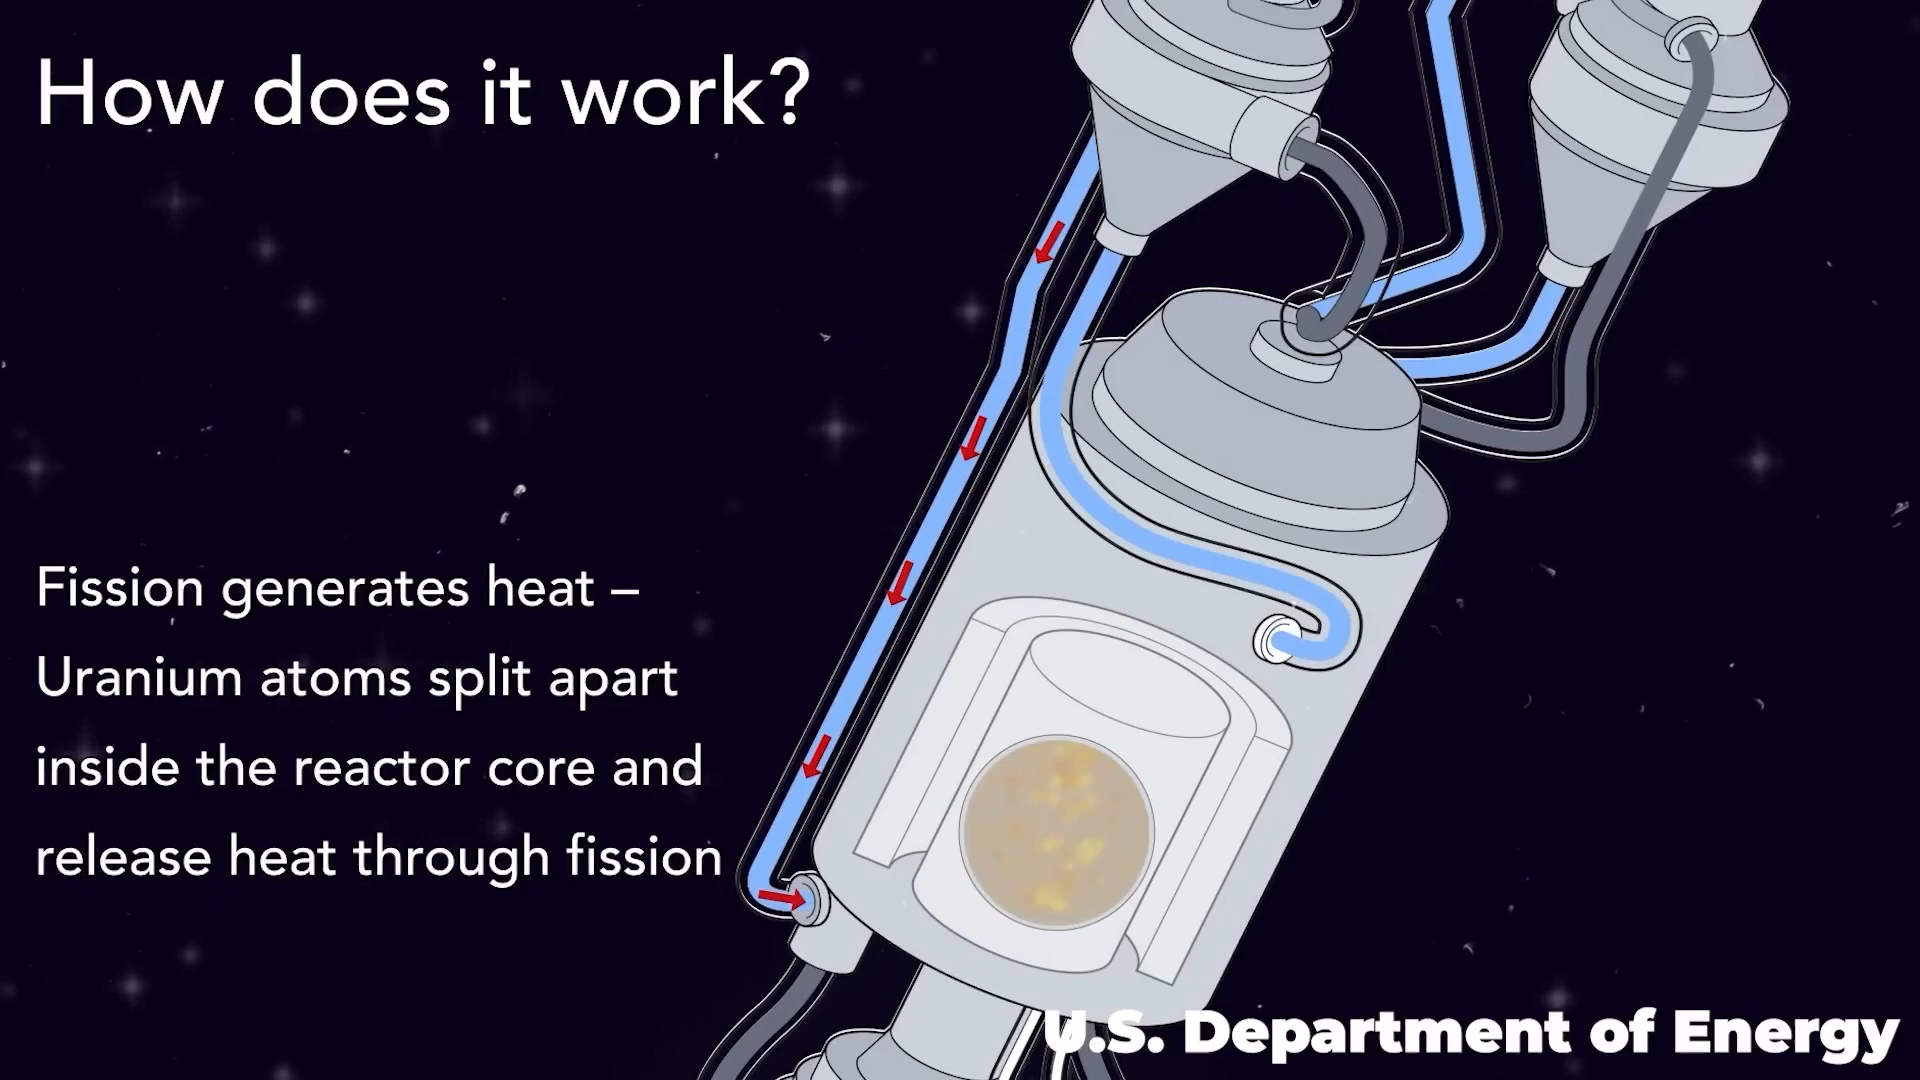 How does it work?
Fission generates heat –
Uranium atoms split apart
inside the reactor core and
release heat through fission
U.S. Department of Energy